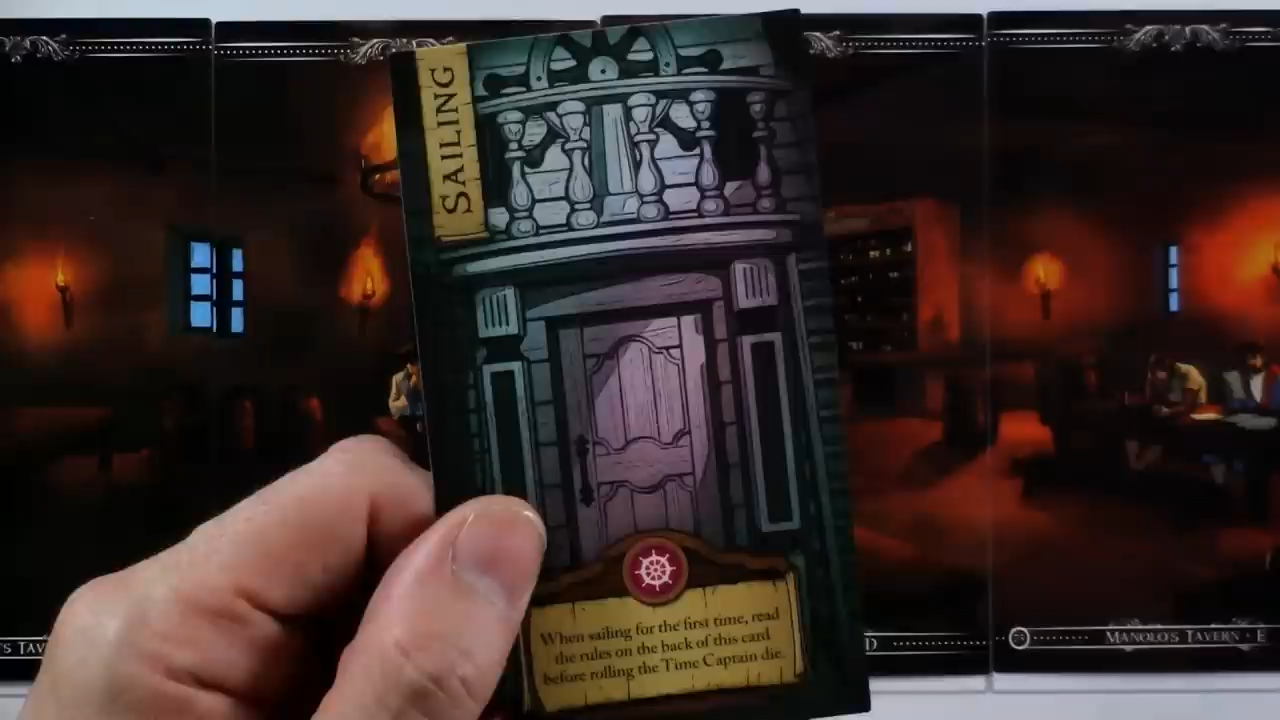 SAILING
When sailing for the first time, read
the rules on the back of this card
before rolling the Time Captain die.
'S TAV
D
MANOLO'S TAVERN · E